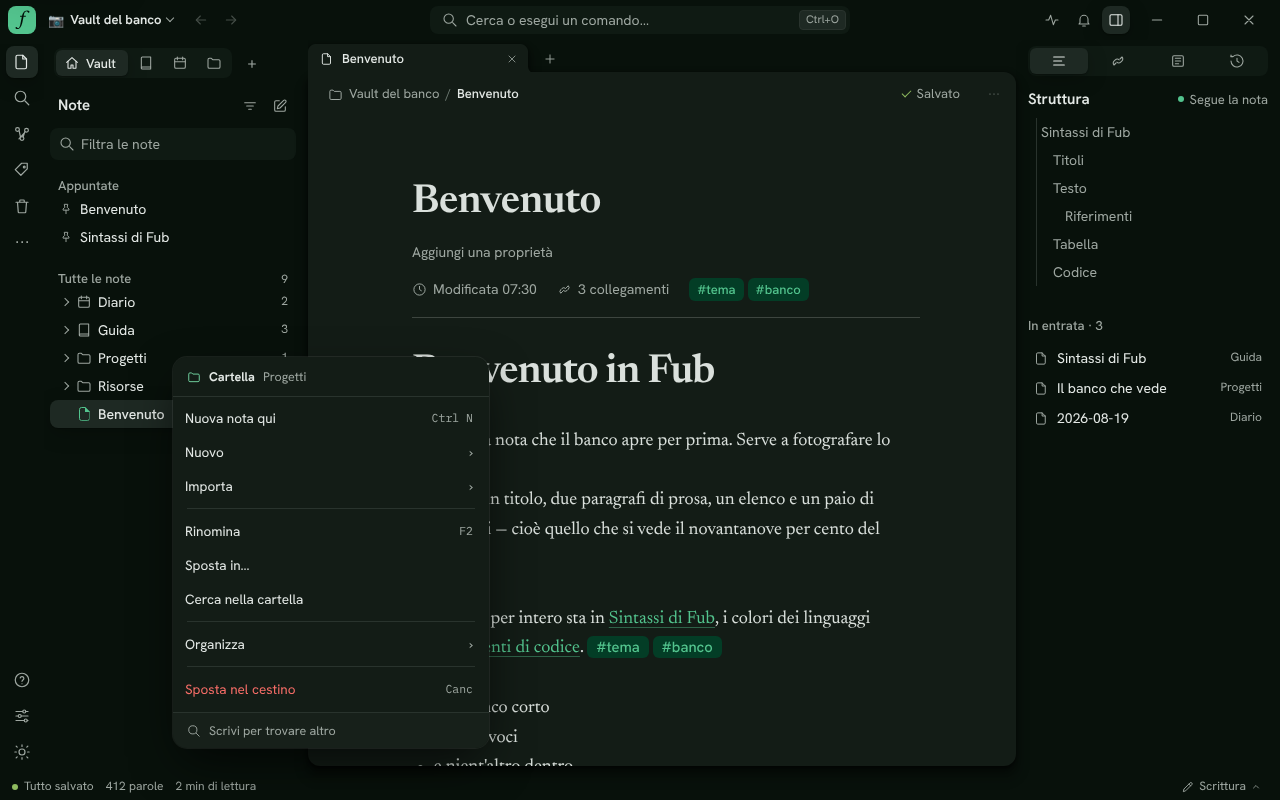 Vault del banco
Cerca o esegui un comando...
Ctrl+O
Vault
Note
Filtra le note
Appuntate
Benvenuto
Sintassi di Fub
Tutte le note 9
Diario 2
Guida 3
Progetti
Risorse
Benvenuto
Benvenuto
Vault del banco / Benvenuto
Salvato
Benvenuto
Aggiungi una proprietà
Modificata 07:30 3 collegamenti #tema #banco
venuto in Fub
nota che il banco apre per prima. Serve a fotografare lo
n titolo, due paragrafi di prosa, un elenco e un paio di
i – cioè quello che si vede il novantanove per cento del
per intero sta in Sintassi di Fub, i colori dei linguaggi
enti di codice. #tema #banco
nco corto
voci
e nient'altro dentro
Cartella Progetti
Nuova nota qui Ctrl N
Nuovo ›
Importa ›
Rinomina F2
Sposta in...
Cerca nella cartella
Organizza ›
Sposta nel cestino Canc
Scrivi per trovare altro
Struttura
Segue la nota
Sintassi di Fub
Titoli
Testo
Riferimenti
Tabella
Codice
In entrata · 3
Sintassi di Fub Guida
Il banco che vede Progetti
2026-08-19 Diario
Tutto salvato 412 parole 2 min di lettura
Scrittura